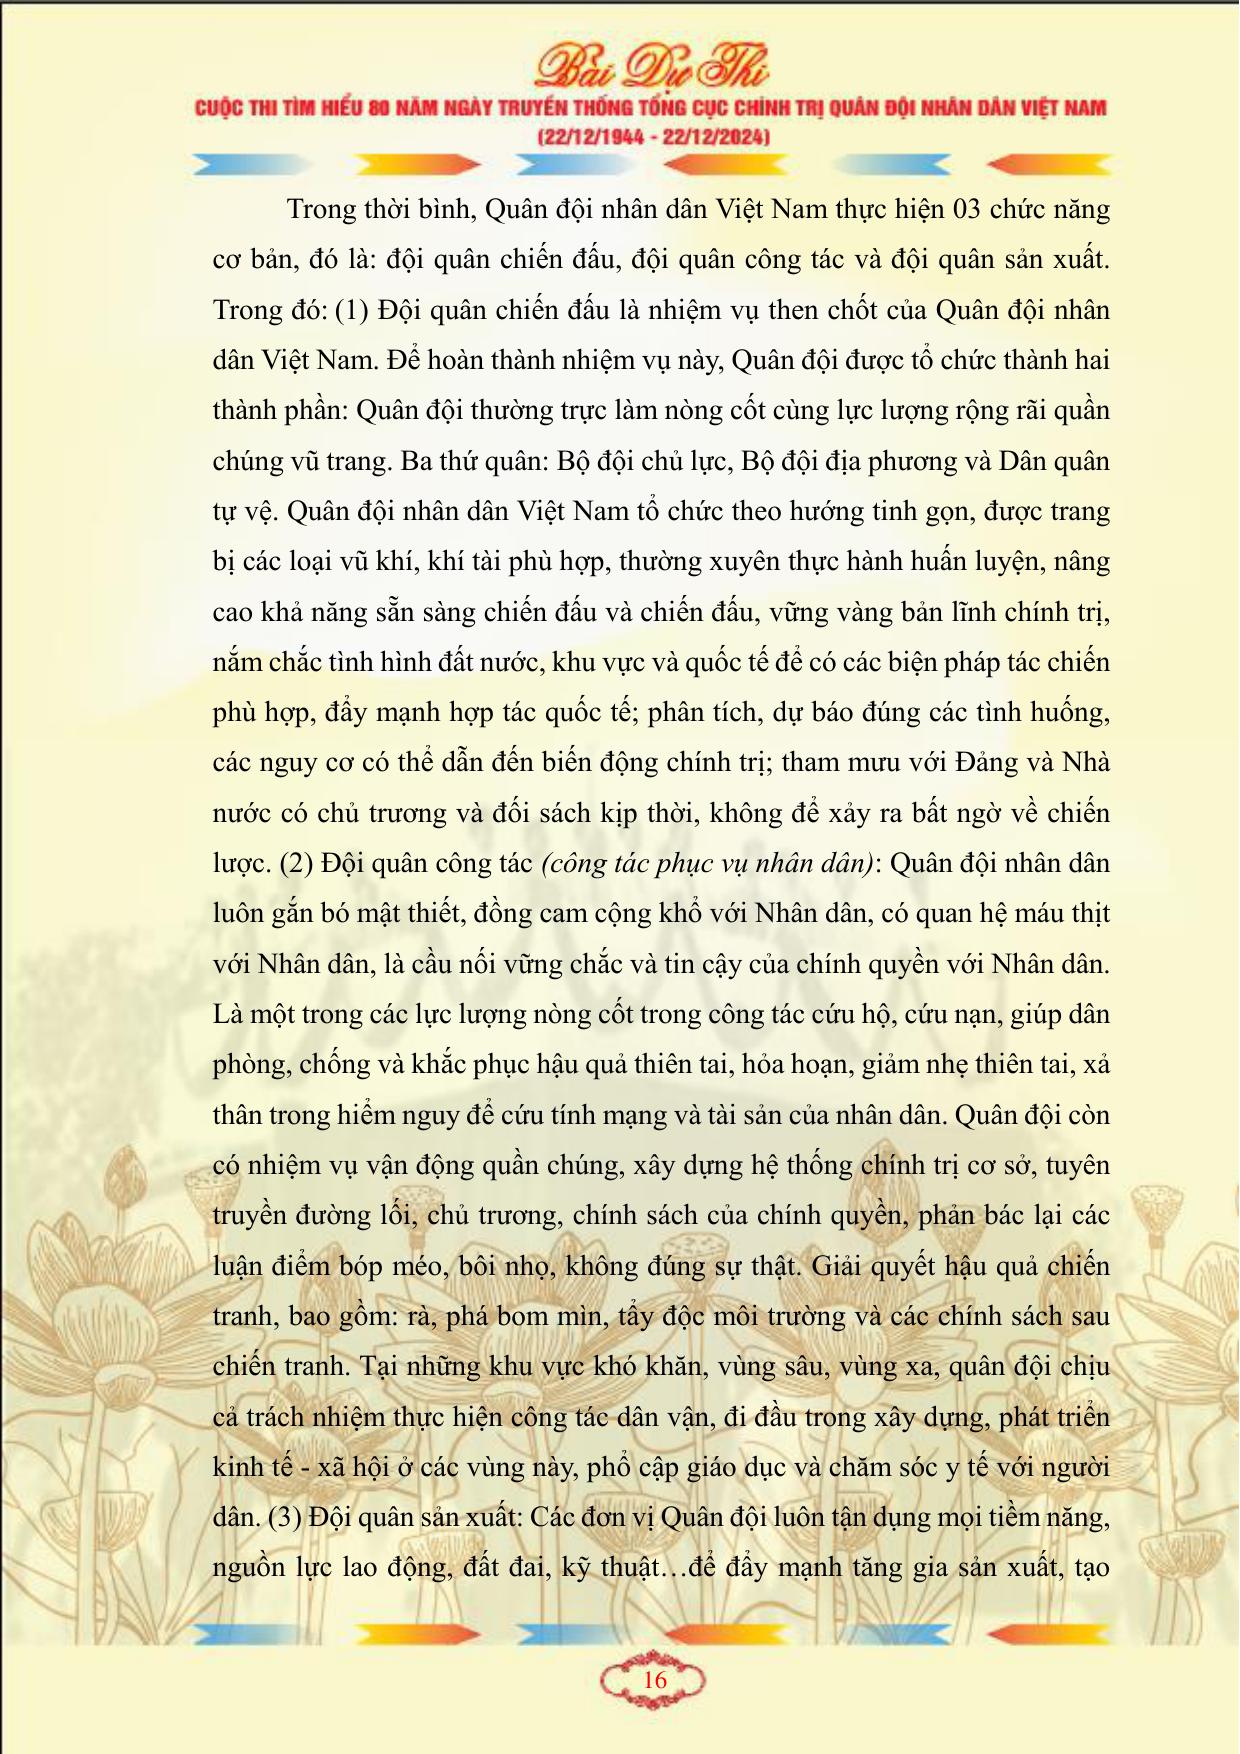 Bài Dự Thi
CUỘC THI TÌM HIỂU 80 NĂM NGÀY TRUYỀN THỐNG TỔNG CỤC CHÍNH TRỊ QUÂN ĐỘI NHÂN DÂN VIỆT NAM
(22/12/1944 - 22/12/2024)
Trong thời bình, Quân đội nhân dân Việt Nam thực hiện 03 chức năng
cơ bản, đó là: đội quân chiến đấu, đội quân công tác và đội quân sản xuất.
Trong đó: (1) Đội quân chiến đấu là nhiệm vụ then chốt của Quân đội nhân
dân Việt Nam. Để hoàn thành nhiệm vụ này, Quân đội được tổ chức thành hai
thành phần: Quân đội thường trực làm nòng cốt cùng lực lượng rộng rãi quần
chúng vũ trang. Ba thứ quân: Bộ đội chủ lực, Bộ đội địa phương và Dân quân
tự vệ. Quân đội nhân dân Việt Nam tổ chức theo hướng tinh gọn, được trang
bị các loại vũ khí, khí tài phù hợp, thường xuyên thực hành huấn luyện, nâng
cao khả năng sẵn sàng chiến đấu và chiến đấu, vững vàng bản lĩnh chính trị,
nắm chắc tình hình đất nước, khu vực và quốc tế để có các biện pháp tác chiến
phù hợp, đẩy mạnh hợp tác quốc tế; phân tích, dự báo đúng các tình huống,
các nguy cơ có thể dẫn đến biến động chính trị; tham mưu với Đảng và Nhà
nước có chủ trương và đối sách kịp thời, không để xảy ra bất ngờ về chiến
lược. (2) Đội quân công tác (công tác phục vụ nhân dân): Quân đội nhân dân
luôn gắn bó mật thiết, đồng cam cộng khổ với Nhân dân, có quan hệ máu thịt
với Nhân dân, là cầu nối vững chắc và tin cậy của chính quyền với Nhân dân.
Là một trong các lực lượng nòng cốt trong công tác cứu hộ, cứu nạn, giúp dân
phòng, chống và khắc phục hậu quả thiên tai, hỏa hoạn, giảm nhẹ thiên tai, xả
thân trong hiểm nguy để cứu tính mạng và tài sản của nhân dân. Quân đội còn
có nhiệm vụ vận động quần chúng, xây dựng hệ thống chính trị cơ sở, tuyên
truyền đường lối, chủ trương, chính sách của chính quyền, phản bác lại các
luận điểm bóp méo, bôi nhọ, không đúng sự thật. Giải quyết hậu quả chiến
tranh, bao gồm: rà, phá bom mìn, tẩy độc môi trường và các chính sách sau
chiến tranh. Tại những khu vực khó khăn, vùng sâu, vùng xa, quân đội chịu
cả trách nhiệm thực hiện công tác dân vận, đi đầu trong xây dựng, phát triển
kinh tế - xã hội ở các vùng này, phổ cập giáo dục và chăm sóc y tế với người
dân. (3) Đội quân sản xuất: Các đơn vị Quân đội luôn tận dụng mọi tiềm năng,
nguồn lực lao động, đất đai, kỹ thuật…để đẩy mạnh tăng gia sản xuất, tạo
16